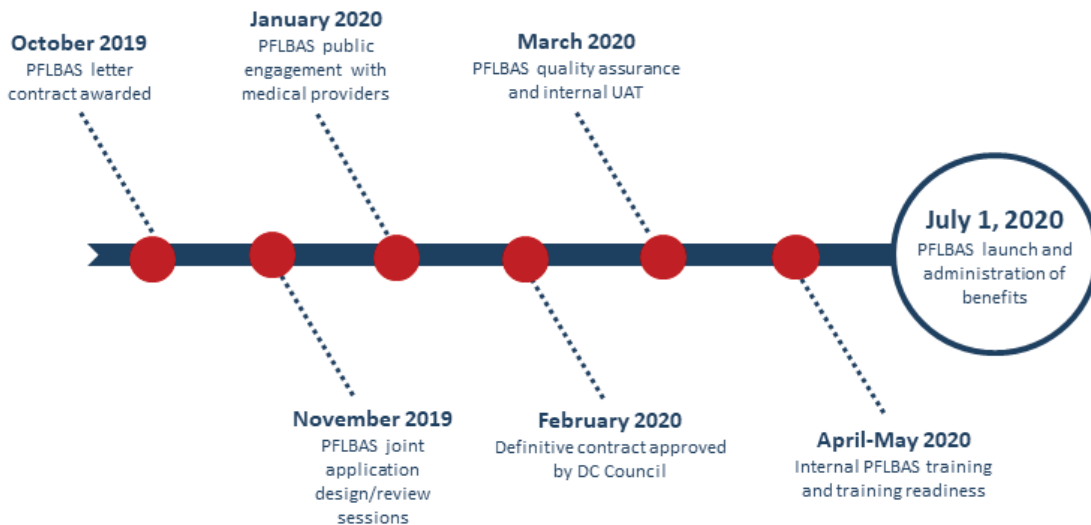 October 2019
PFLBAS letter
contract awarded
January 2020
PFLBAS public
engagement with
medical providers
March 2020
PFLBAS quality assurance
and internal UAT
July 1, 2020
PFLBAS launch and
administration of
benefits
November 2019
PFLBAS joint
application
design/review
sessions
February 2020
Definitive contract approved
by DC Council
April-May 2020
Internal PFLBAS training
and training readiness